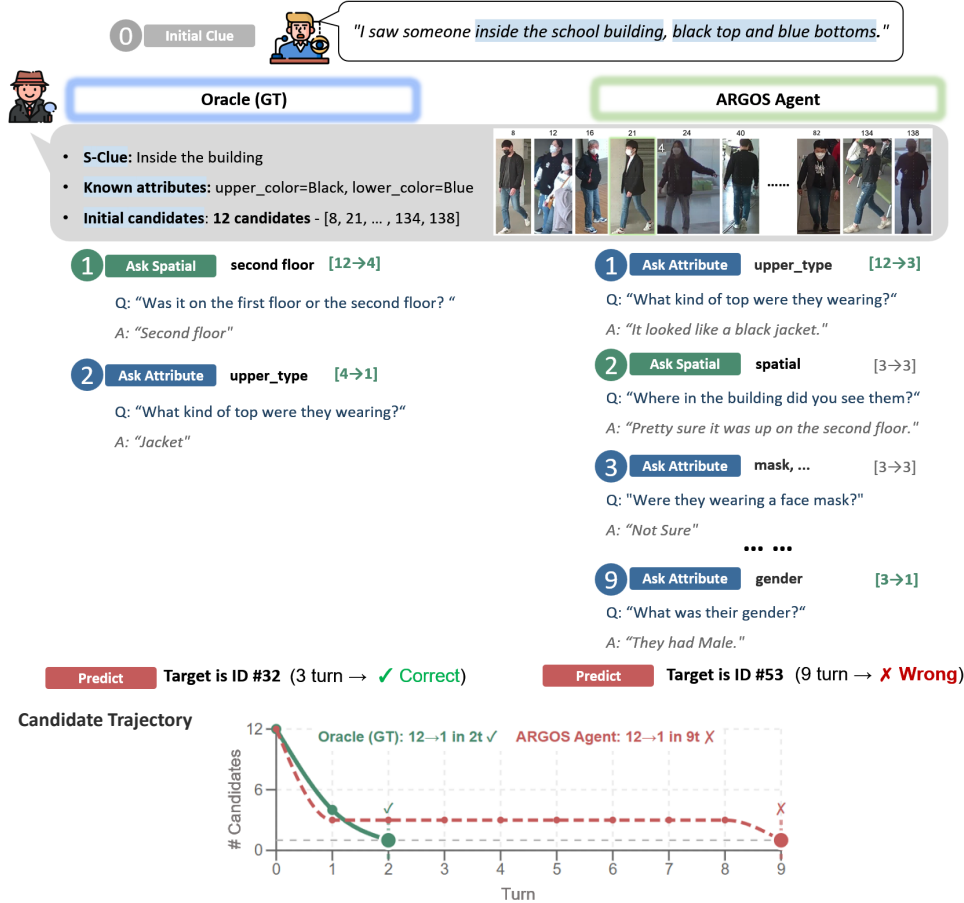 0 Initial Clue
"I saw someone inside the school building, black top and blue bottoms."
Oracle (GT)
ARGOS Agent
• S-Clue: Inside the building
• Known attributes: upper_color=Black, lower_color=Blue
• Initial candidates: 12 candidates - [8, 21, ... , 134, 138]
8 12 16 21 24 40 82 134 138
4
......
1 Ask Spatial second floor [12→4]
Q: “Was it on the first floor or the second floor? “
A: “Second floor"
2 Ask Attribute upper_type [4→1]
Q: “What kind of top were they wearing?“
A: “Jacket"
1 Ask Attribute upper_type [12→3]
Q: “What kind of top were they wearing?“
A: “It looked like a black jacket."
2 Ask Spatial spatial [3→3]
Q: “Where in the building did you see them?“
A: “Pretty sure it was up on the second floor."
3 Ask Attribute mask, ... [3→3]
Q: "Were they wearing a face mask?"
A: “Not Sure"
... ...
9 Ask Attribute gender [3→1]
Q: “What was their gender?“
A: “They had Male."
Predict Target is ID #32 (3 turn → ✓ Correct)
Predict Target is ID #53 (9 turn → ✗ Wrong)
Candidate Trajectory
Oracle (GT): 12→1 in 2t ✓ ARGOS Agent: 12→1 in 9t ✗
# Candidates
12
6
0
✓
✗
0 1 2 3 4 5 6 7 8 9
Turn